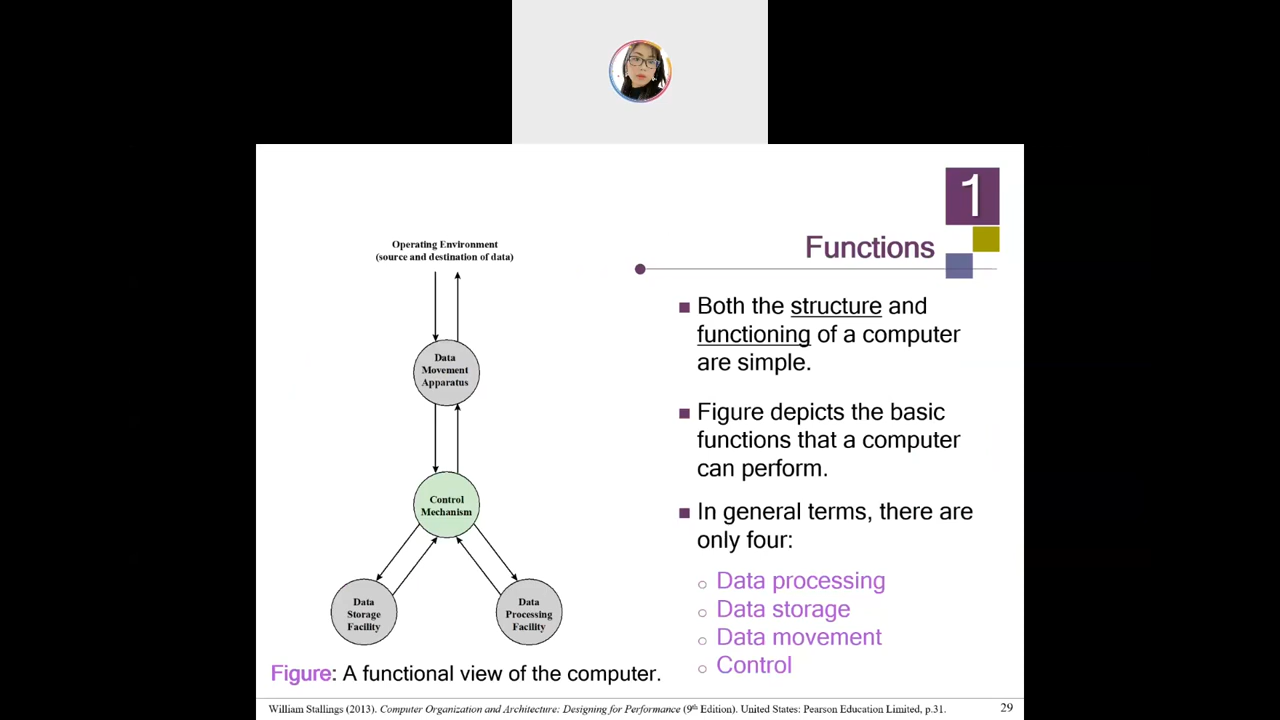 1
Functions
Operating Environment
(source and destination of data)
Data
Movement
Apparatus
Control
Mechanism
Data
Storage
Facility
Data
Processing
Facility
Figure: A functional view of the computer.
■ Both the structure and
functioning of a computer
are simple.
■ Figure depicts the basic
functions that a computer
can perform.
■ In general terms, there are
only four:
o Data processing
o Data storage
o Data movement
o Control
William Stallings (2013). Computer Organization and Architecture: Designing for Performance (9th Edition). United States: Pearson Education Limited, p.31.
29